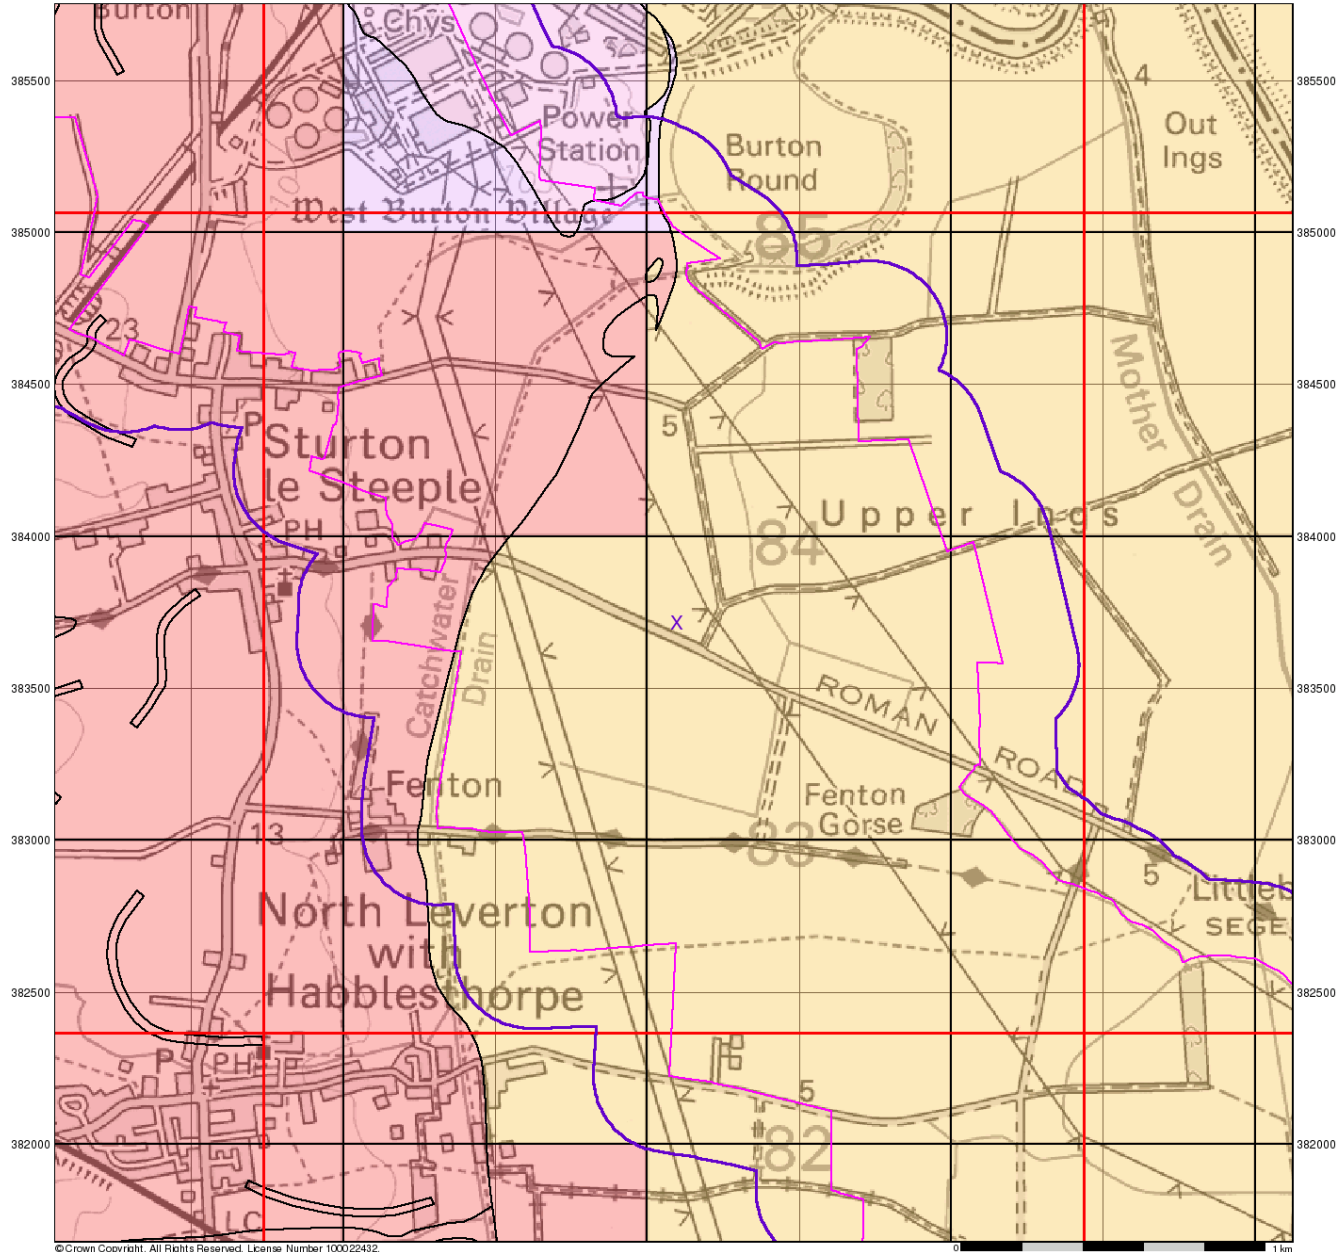 Burton
Chys
4
385500
385500
Power
Station
Burton
Round
Out
Ings
West Burton Village
85
385000
385000
23
Mother
Drain
384500
384500
P
5
Sturton
le Steeple
Upper Ings
PH
84
384000
384000
X
Catchwater
Drain
383500
383500
ROMAN
ROAD
Fenton
Fenton
Gorse
13
383000
383000
83
5
Littleb
SEGE
North Leverton
with
Habblesthorpe
382500
382500
P
PH
5
382000
382000
82
LC
0
1 km
©Crown Copyright. All Rights Reserved. License Number 100022432.